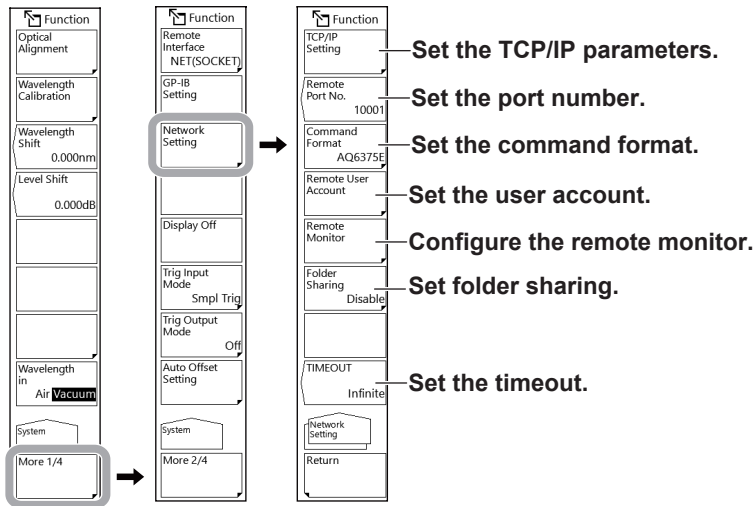 Function
Optical
Alignment
Wavelength
Calibration
Wavelength
Shift
0.000nm
Level Shift
0.000dB
Wavelength
in
Air Vacuum
System
More 1/4
Function
Remote
Interface
NET(SOCKET)
GP-IB
Setting
Network
Setting
Display Off
Trig Input
Mode
Smpl Trig
Trig Output
Mode
Off
Auto Offset
Setting
System
More 2/4
Function
TCP/IP
Setting
Set the TCP/IP parameters.
Remote
Port No.
10001
Set the port number.
Command
Format
AQ6375E
Set the command format.
Remote User
Account
Set the user account.
Remote
Monitor
Configure the remote monitor.
Folder
Sharing
Disable
Set folder sharing.
TIMEOUT
Infinite
Set the timeout.
Network
Setting
Return